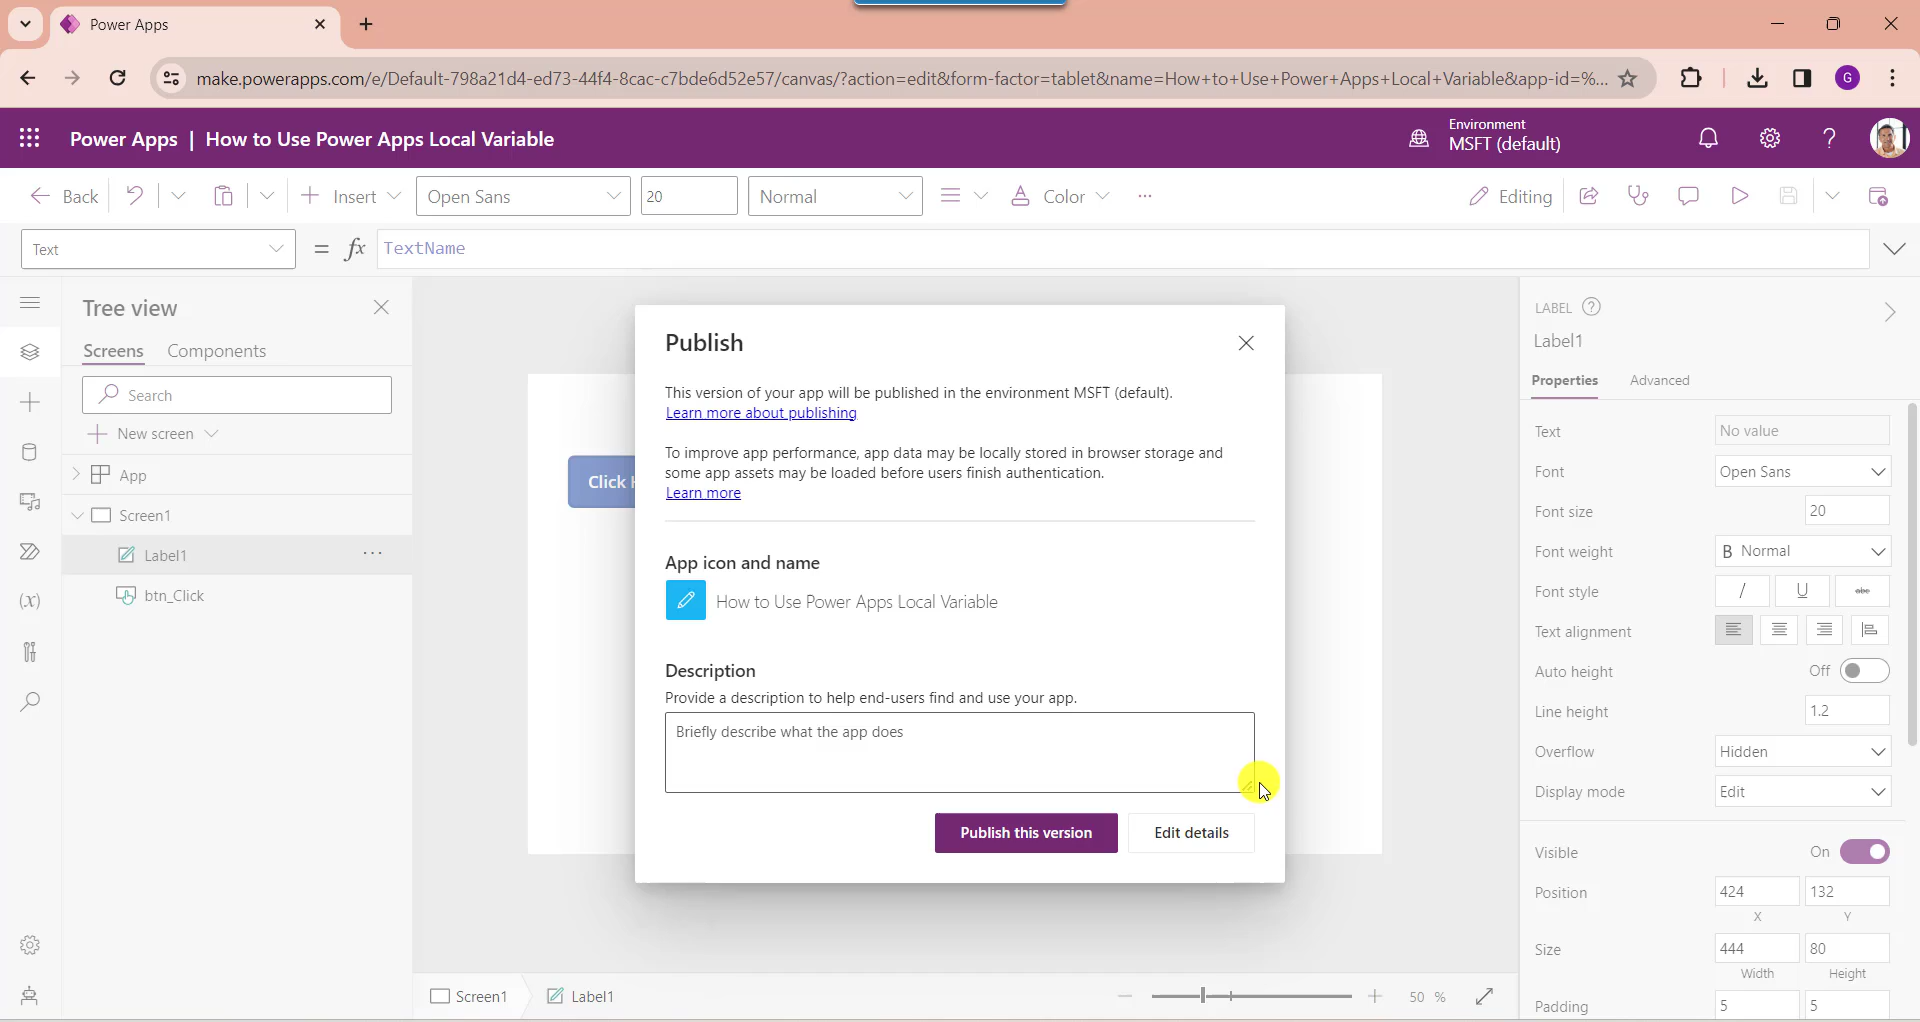 Power Apps
make.powerapps.com/e/Default-798a21d4-ed73-44f4-8cac-c7bde6d52e57/canvas/?action=edit&form-factor=tablet&name=How+to+Use+Power+Apps+Local+Variable&app-id=%...
G
Power Apps | How to Use Power Apps Local Variable
Environment
MSFT (default)
Back
Insert
Open Sans
20
Normal
Color
Editing
Text
= fx TextName
Tree view
Screens
Components
Search
New screen
App
Screen1
Label1
btn_Click
Click
Publish
This version of your app will be published in the environment MSFT (default).
Learn more about publishing
To improve app performance, app data may be locally stored in browser storage and
some app assets may be loaded before users finish authentication.
Learn more
App icon and name
How to Use Power Apps Local Variable
Description
Provide a description to help end-users find and use your app.
Briefly describe what the app does
Publish this version
Edit details
LABEL
Label1
Properties
Advanced
Text
No value
Font
Open Sans
Font size
20
Font weight
B Normal
Font style
/ U abc
Text alignment
Auto height
Off
Line height
1.2
Overflow
Hidden
Display mode
Edit
Visible
On
Position
424
132
X
Y
Size
444
80
Width
Height
Padding
5
5
Screen1
Label1
50 %